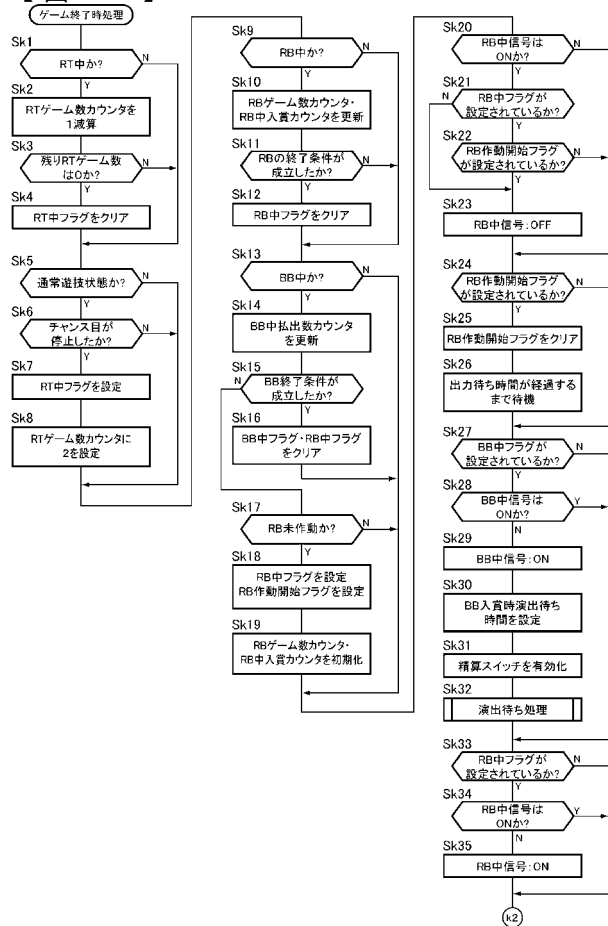 ゲーム終了時処理
Sk1
RT中か?
N
Y
Sk2
RTゲーム数カウンタを
1減算
Sk3
残りRTゲーム数
は0か?
N
Y
Sk4
RT中フラグをクリア
Sk5
通常遊技状態か?
N
Y
Sk6
チャンス目が
停止したか?
N
Y
Sk7
RT中フラグを設定
Sk8
RTゲーム数カウンタに
2を設定
Sk9
RB中か?
N
Y
Sk10
RBゲーム数カウンタ・
RB中入賞カウンタを更新
Sk11
RBの終了条件が
成立したか?
N
Y
Sk12
RB中フラグをクリア
Sk13
BB中か?
N
Y
Sk14
BB中払出数カウンタ
を更新
Sk15
N
BB終了条件が
成立したか?
Y
Sk16
BB中フラグ・RB中フラグ
をクリア
Sk17
RB未作動か?
N
Y
Sk18
RB中フラグを設定
RB作動開始フラグを設定
Sk19
RBゲーム数カウンタ・
RB中入賞カウンタを初期化
Sk20
RB中信号は
ONか?
N
Y
Sk21
N
RB中フラグが
設定されているか?
Y
Sk22
RB作動開始フラグ
が設定されているか?
N
Y
Sk23
RB中信号:OFF
Sk24
RB作動開始フラグ
が設定されているか?
N
Y
Sk25
RB作動開始フラグをクリア
Sk26
出力待ち時間が経過する
まで待機
Sk27
BB中フラグが
設定されているか?
N
Y
Sk28
BB中信号は
ONか?
Y
N
Sk29
BB中信号:ON
Sk30
BB入賞時演出待ち
時間を設定
Sk31
精算スイッチを有効化
Sk32
演出待ち処理
Sk33
RB中フラグが
設定されているか?
N
Y
Sk34
RB中信号は
ONか?
Y
N
Sk35
RB中信号:ON
k2